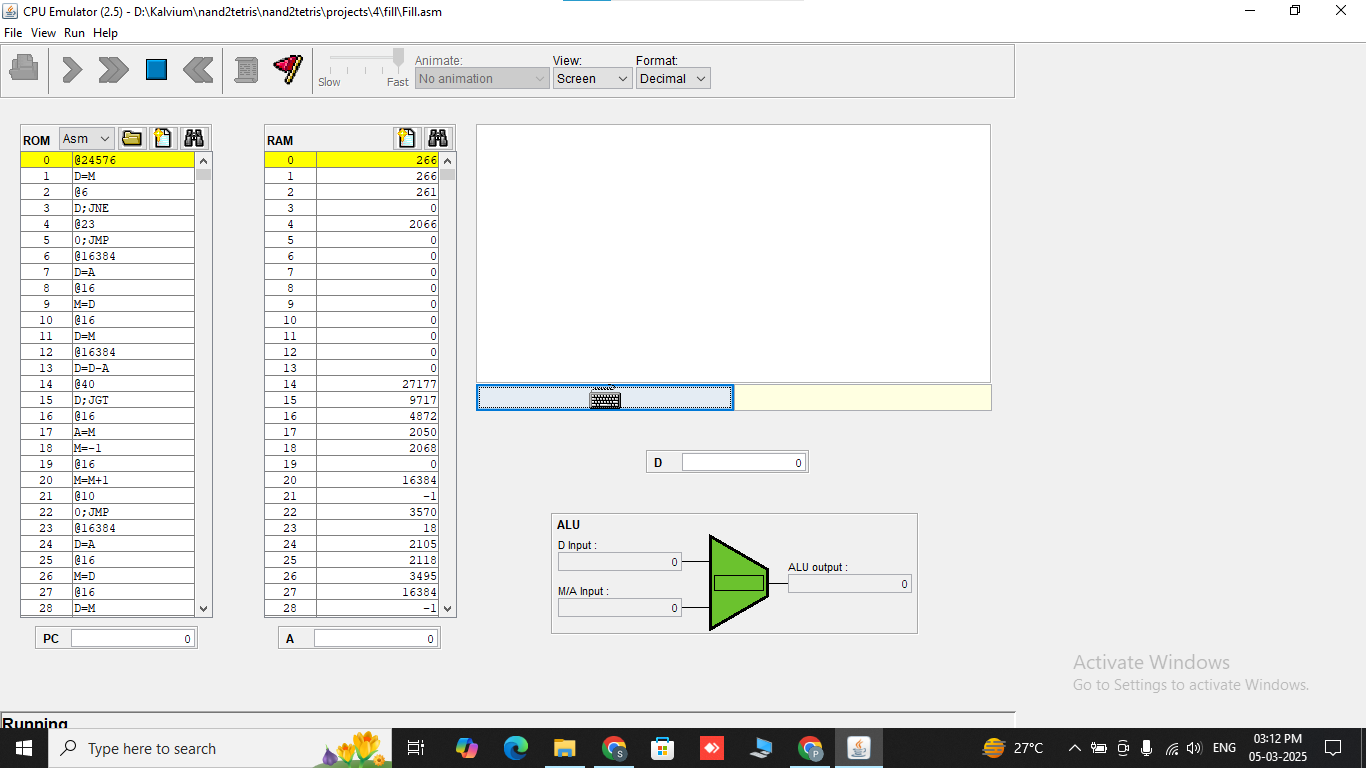 CPU Emulator (2.5) - D:\Kalvium\nand2tetris\nand2tetris\projects\4\fill\Fill.asm
File View Run Help
Slow Fast
Animate:
No animation
View:
Screen
Format:
Decimal
ROM Asm
0 @24576
1 D=M
2 @6
3 D;JNE
4 @23
5 0;JMP
6 @16384
7 D=A
8 @16
9 M=D
10 @16
11 D=M
12 @16384
13 D=D-A
14 @40
15 D;JGT
16 @16
17 A=M
18 M=-1
19 @16
20 M=M+1
21 @10
22 0;JMP
23 @16384
24 D=A
25 @16
26 M=D
27 @16
28 D=M
PC 0
RAM
0 266
1 266
2 261
3 0
4 2066
5 0
6 0
7 0
8 0
9 0
10 0
11 0
12 0
13 0
14 27177
15 9717
16 4872
17 2050
18 2068
19 0
20 16384
21 -1
22 3570
23 18
24 2105
25 2118
26 3495
27 16384
28 -1
A 0
D 0
ALU
D Input :
0
M/A Input :
0
ALU output :
0
Activate Windows
Go to Settings to activate Windows.
Running
Type here to search
27°C
ENG
03:12 PM
05-03-2025